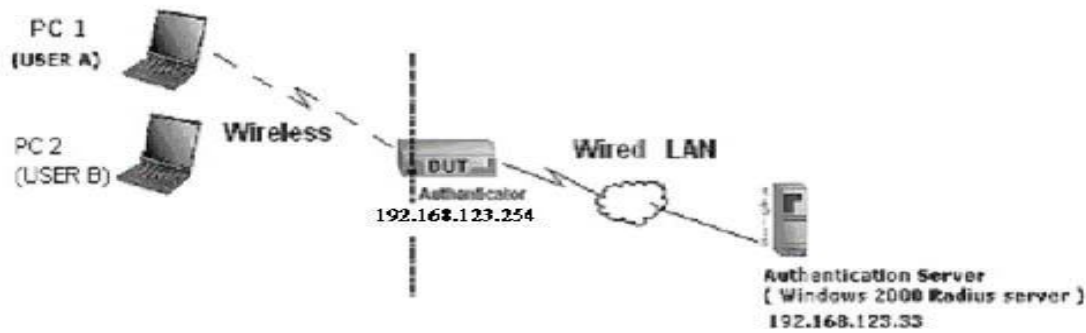 PC 1
(USER A)
Wireless
PC 2
(USER B)
DUT
Authenticator
192.168.123.254
Wired LAN
Authentication Server
( Windows 2000 Radius server )
192.168.123.33